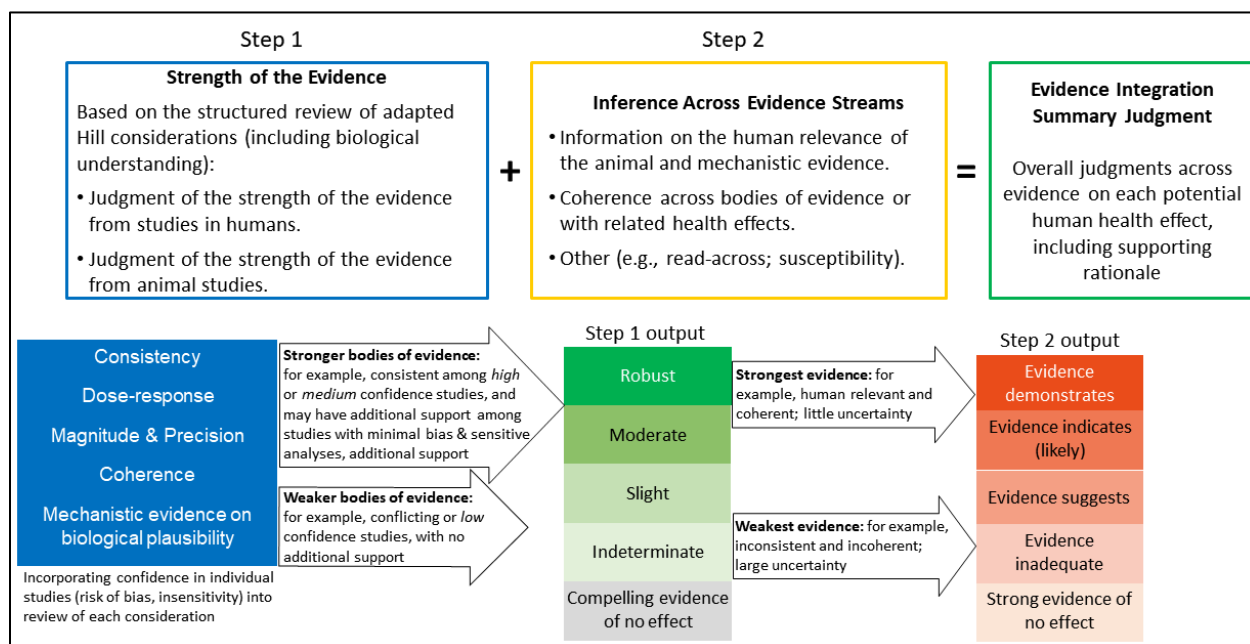 Step 1
Step 2
Strength of the Evidence
Based on the structured review of adapted
Hill considerations (including biological
understanding):
• Judgment of the strength of the evidence
from studies in humans.
• Judgment of the strength of the evidence
from animal studies.
+
Inference Across Evidence Streams
• Information on the human relevance of
the animal and mechanistic evidence.
• Coherence across bodies of evidence or
with related health effects.
• Other (e.g., read-across; susceptibility).
=
Evidence Integration
Summary Judgment
Overall judgments across
evidence on each potential
human health effect,
including supporting
rationale
Consistency
Dose-response
Magnitude & Precision
Coherence
Mechanistic evidence on
biological plausibility
Incorporating confidence in individual
studies (risk of bias, insensitivity) into
review of each consideration
Stronger bodies of evidence:
for example, consistent among high
or medium confidence studies, and
may have additional support among
studies with minimal bias & sensitive
analyses, additional support
Weaker bodies of evidence:
for example, conflicting or low
confidence studies, with no
additional support
Step 1 output
Robust
Moderate
Slight
Indeterminate
Compelling evidence
of no effect
Strongest evidence: for
example, human relevant and
coherent; little uncertainty
Weakest evidence: for example,
inconsistent and incoherent;
large uncertainty
Step 2 output
Evidence
demonstrates
Evidence indicates
(likely)
Evidence suggests
Evidence
inadequate
Strong evidence of
no effect